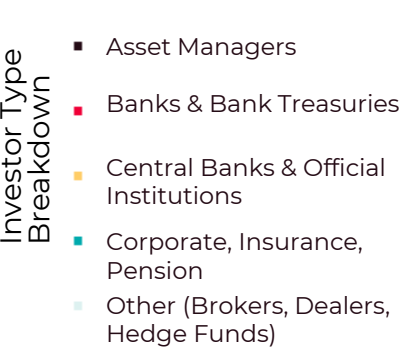 Investor Type
Breakdown
Asset Managers
Banks & Bank Treasuries
Central Banks & Official
Institutions
Corporate, Insurance,
Pension
Other (Brokers, Dealers,
Hedge Funds)